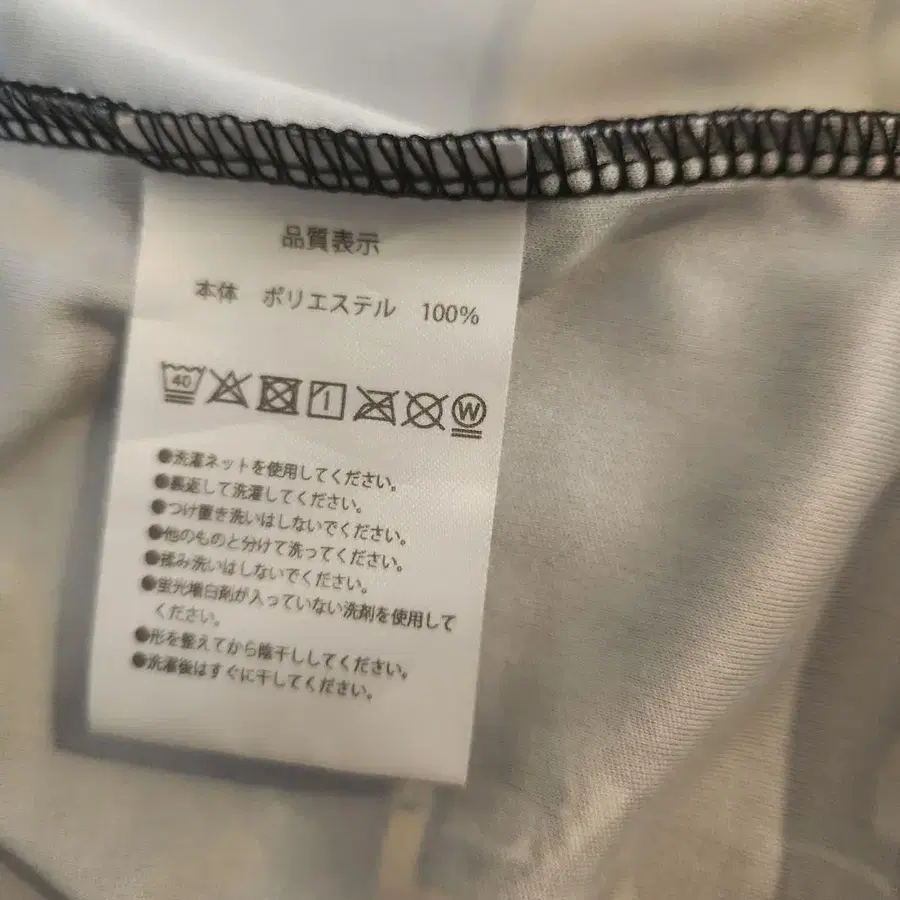 品質表示
本体 ポリエステル 100%
40 W
●洗濯ネットを使用してください。
●裏返して洗濯してください。
●つけ置き洗いはしないでください。
●他のものと分けて洗ってください。
●揉み洗いはしないでください。
●蛍光増白剤が入っていない洗剤を使用して
ください。
●形を整えてから陰干ししてください。
●洗濯後はすぐに干してください。